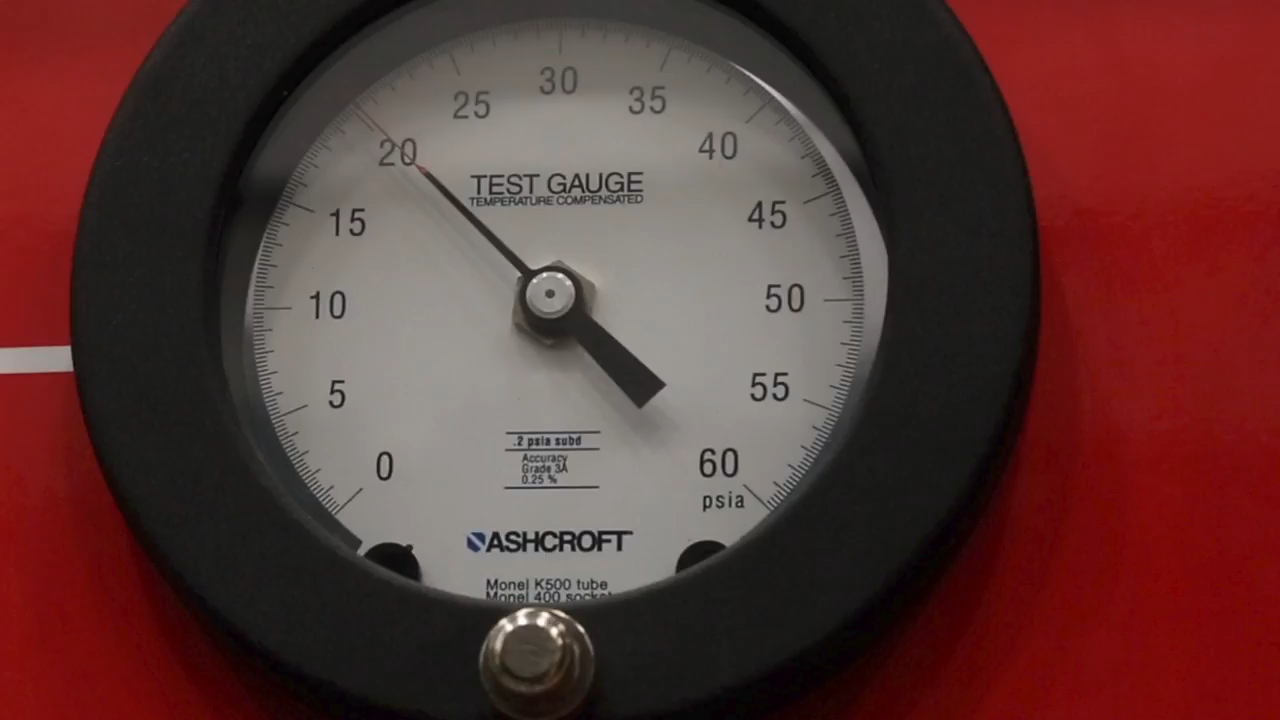 30
25
35
20
40
TEST GAUGE
TEMPERATURE COMPENSATED
15
45
10
50
5
55
0
60
psia
.2 psia subd
Accuracy
Grade 3A
0.25 %
ASHCROFT
Monel K500 tube
Monel 400 socket